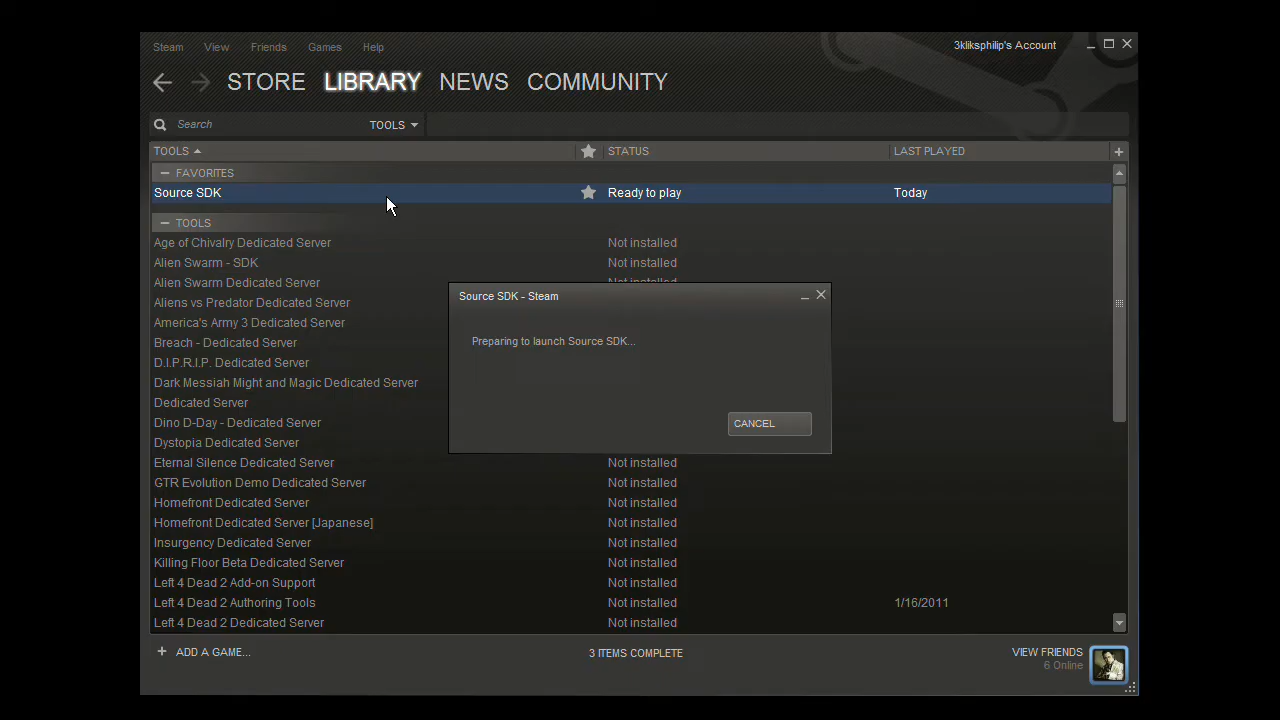 Steam View Friends Games Help 3kliksphilip's Account
STORE LIBRARY NEWS COMMUNITY
Search TOOLS
TOOLS STATUS LAST PLAYED +
FAVORITES
Source SDK Ready to play Today
TOOLS
Age of Chivalry Dedicated Server Not installed
Alien Swarm - SDK Not installed
Alien Swarm Dedicated Server
Aliens vs Predator Dedicated Server
America's Army 3 Dedicated Server
Breach - Dedicated Server
D.I.P.R.I.P. Dedicated Server
Dark Messiah Might and Magic Dedicated Server
Dedicated Server
Dino D-Day - Dedicated Server
Dystopia Dedicated Server
Eternal Silence Dedicated Server Not installed
GTR Evolution Demo Dedicated Server Not installed
Homefront Dedicated Server Not installed
Homefront Dedicated Server [Japanese] Not installed
Insurgency Dedicated Server Not installed
Killing Floor Beta Dedicated Server Not installed
Left 4 Dead 2 Add-on Support Not installed
Left 4 Dead 2 Authoring Tools Not installed 1/16/2011
Left 4 Dead 2 Dedicated Server Not installed
Source SDK - Steam
Preparing to launch Source SDK...
CANCEL
+ ADD A GAME... 3 ITEMS COMPLETE VIEW FRIENDS
6 Online